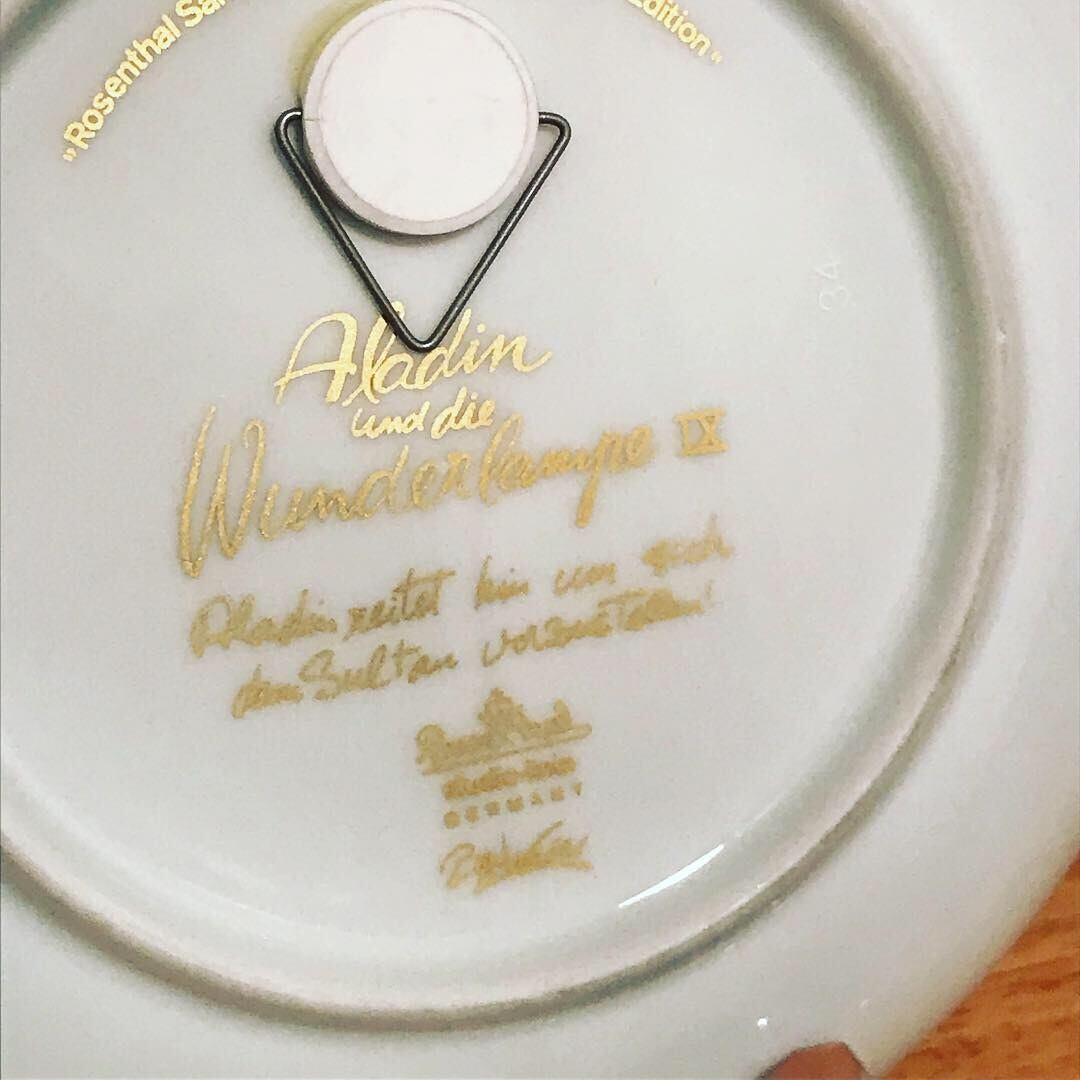 „Rosenthal
Edition“
34
Aladin
und die
Wunderlampe IX
Aladin reitet hin um sich
dem Sultan vorzustellen!
Rosenthal
studio-linie
GERMANY